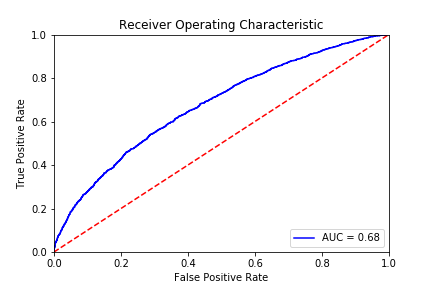 Receiver Operating Characteristic
1.0
0.8
0.6
0.4
0.2
0.0
True Positive Rate
AUC = 0.68
0.0 0.2 0.4 0.6 0.8 1.0
False Positive Rate